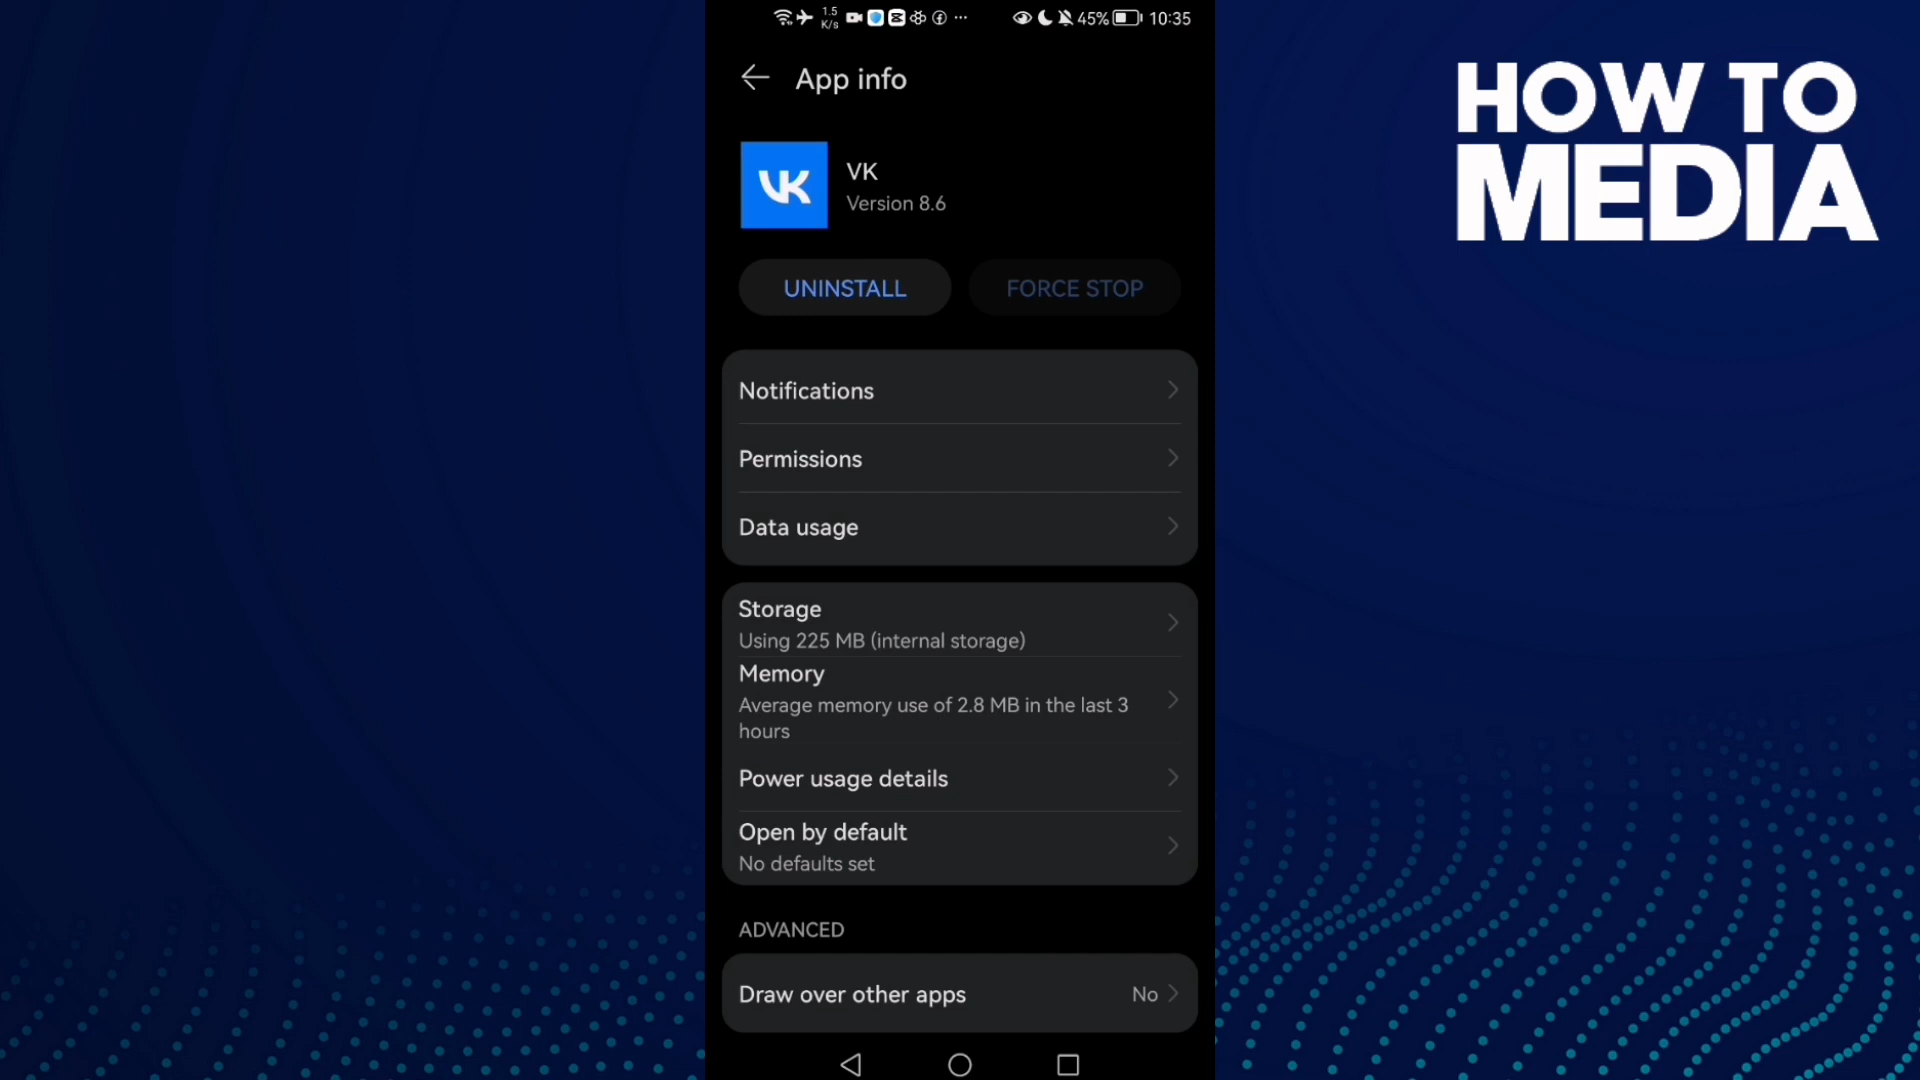 1.5
K/s
45%
10:35
App info
HOW TO
MEDIA
VK
VK
Version 8.6
UNINSTALL
FORCE STOP
Notifications
Permissions
Data usage
Storage
Using 225 MB (internal storage)
Memory
Average memory use of 2.8 MB in the last 3
hours
Power usage details
Open by default
No defaults set
ADVANCED
Draw over other apps No